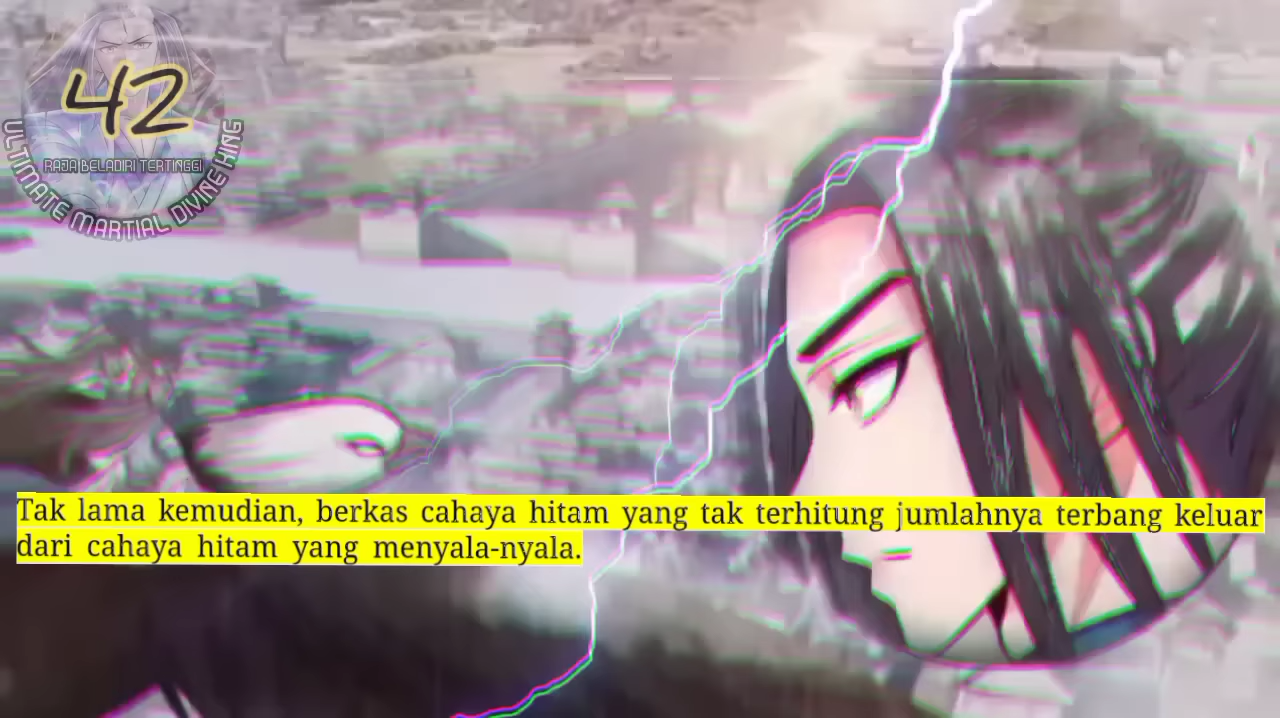 42
RAJA BELADIRI TERTINGGI
ULTIMATE MARTIAL DIVINE KING
Tak lama kemudian, berkas cahaya hitam yang tak terhitung jumlahnya terbang keluar
dari cahaya hitam yang menyala-nyala.